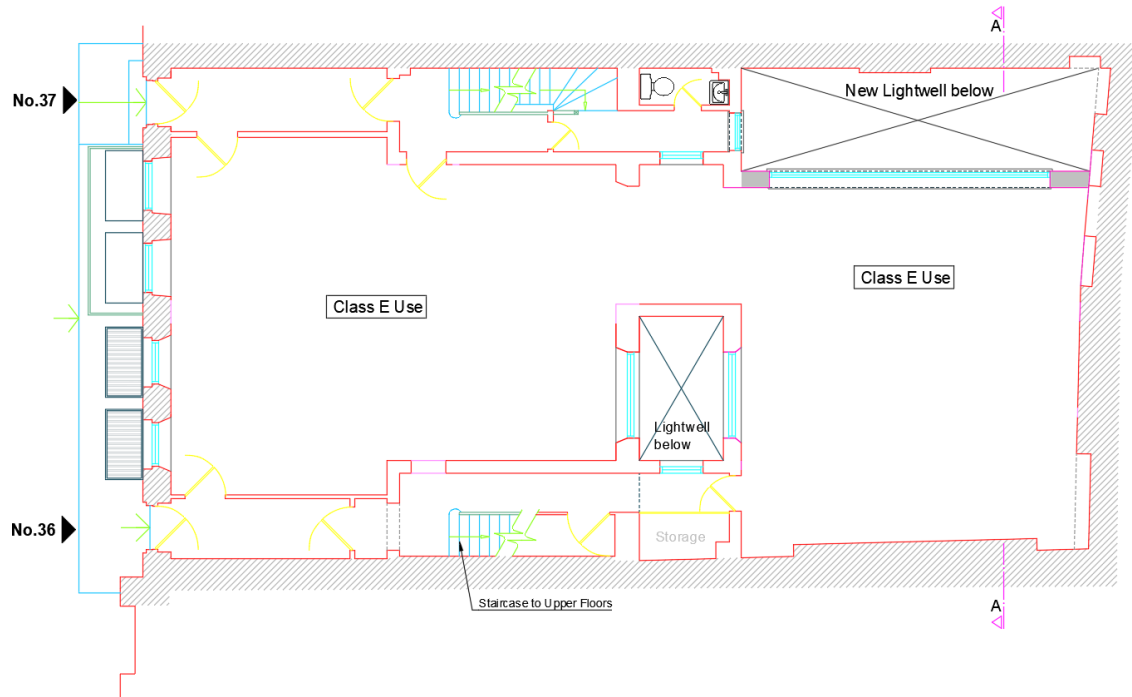 A
No.37
New Lightwell below
Class E Use
Class E Use
Lightwell
below
No.36
Storage
Staircase to Upper Floors
A